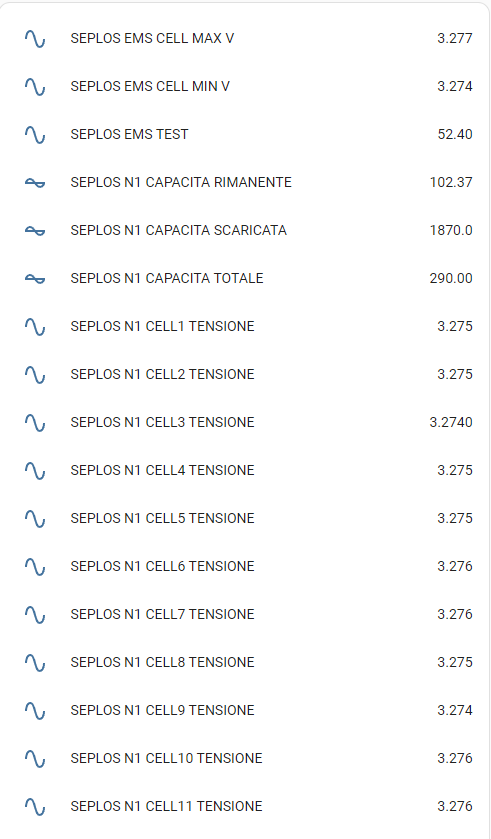 SEPLOS EMS CELL MAX V 3.277
SEPLOS EMS CELL MIN V 3.274
SEPLOS EMS TEST 52.40
SEPLOS N1 CAPACITA RIMANENTE 102.37
SEPLOS N1 CAPACITA SCARICATA 1870.0
SEPLOS N1 CAPACITA TOTALE 290.00
SEPLOS N1 CELL1 TENSIONE 3.275
SEPLOS N1 CELL2 TENSIONE 3.275
SEPLOS N1 CELL3 TENSIONE 3.2740
SEPLOS N1 CELL4 TENSIONE 3.275
SEPLOS N1 CELL5 TENSIONE 3.275
SEPLOS N1 CELL6 TENSIONE 3.276
SEPLOS N1 CELL7 TENSIONE 3.276
SEPLOS N1 CELL8 TENSIONE 3.275
SEPLOS N1 CELL9 TENSIONE 3.274
SEPLOS N1 CELL10 TENSIONE 3.276
SEPLOS N1 CELL11 TENSIONE 3.276